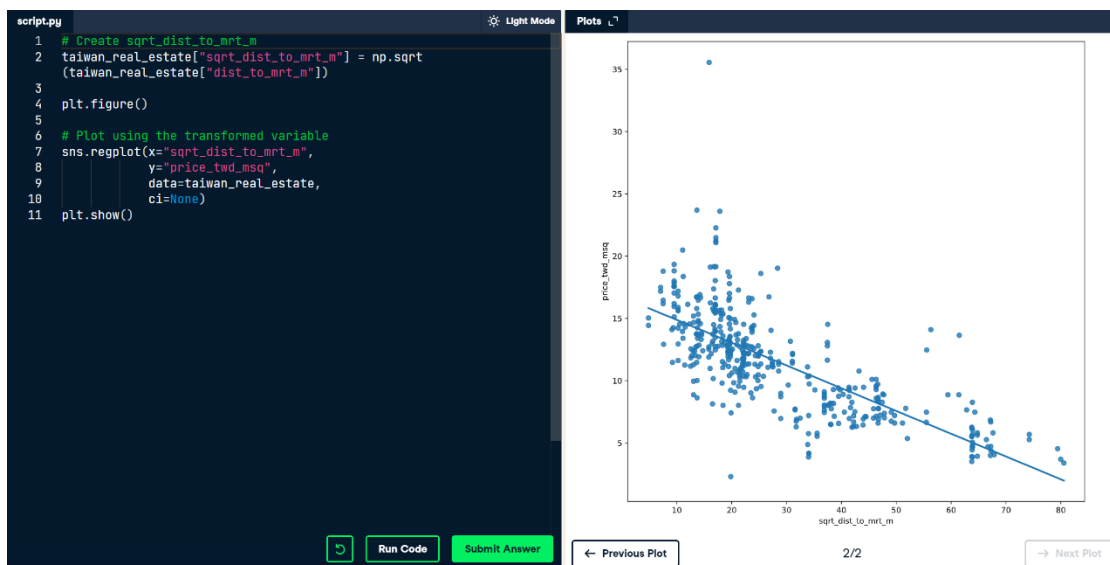 script.py
Light Mode
1 # Create sqrt_dist_to_mrt_m
2 taiwan_real_estate["sqrt_dist_to_mrt_m"] = np.sqrt
(taiwan_real_estate["dist_to_mrt_m"])
3
4 plt.figure()
5
6 # Plot using the transformed variable
7 sns.regplot(x="sqrt_dist_to_mrt_m",
8 y="price_twd_msq",
9 data=taiwan_real_estate,
10 ci=None)
11 plt.show()
Run Code
Submit Answer
Plots
35
30
25
20
15
10
5
price_twd_msq
10 20 30 40 50 60 70 80
sqrt_dist_to_mrt_m
← Previous Plot
2/2
→ Next Plot